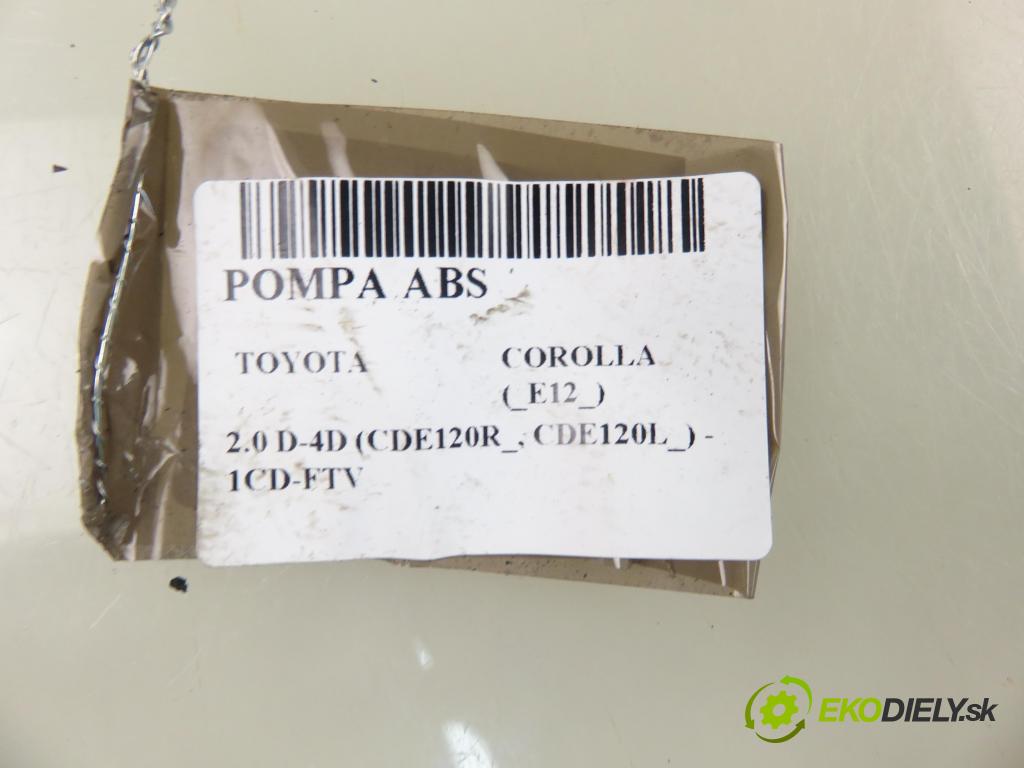 POMPA ABS
TOYOTA COROLLA
(_E12_)
2.0 D-4D (CDE120R_, CDE120L_) -
1CD-FTV
EKODIELY.sk